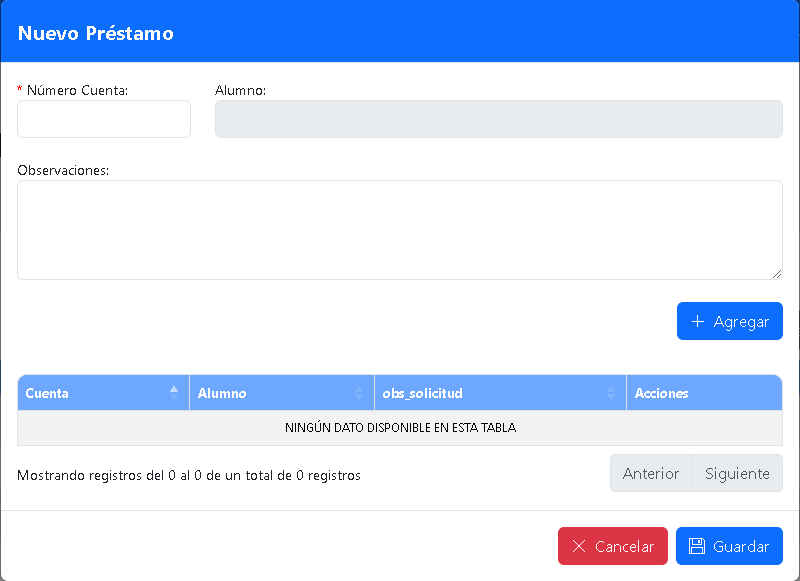 Nuevo Préstamo
* Número Cuenta: Alumno:
Observaciones:
+ Agregar
Cuenta Alumno obs_solicitud Acciones
NINGÚN DATO DISPONIBLE EN ESTA TABLA
Mostrando registros del 0 al 0 de un total de 0 registros Anterior Siguiente
Cancelar Guardar